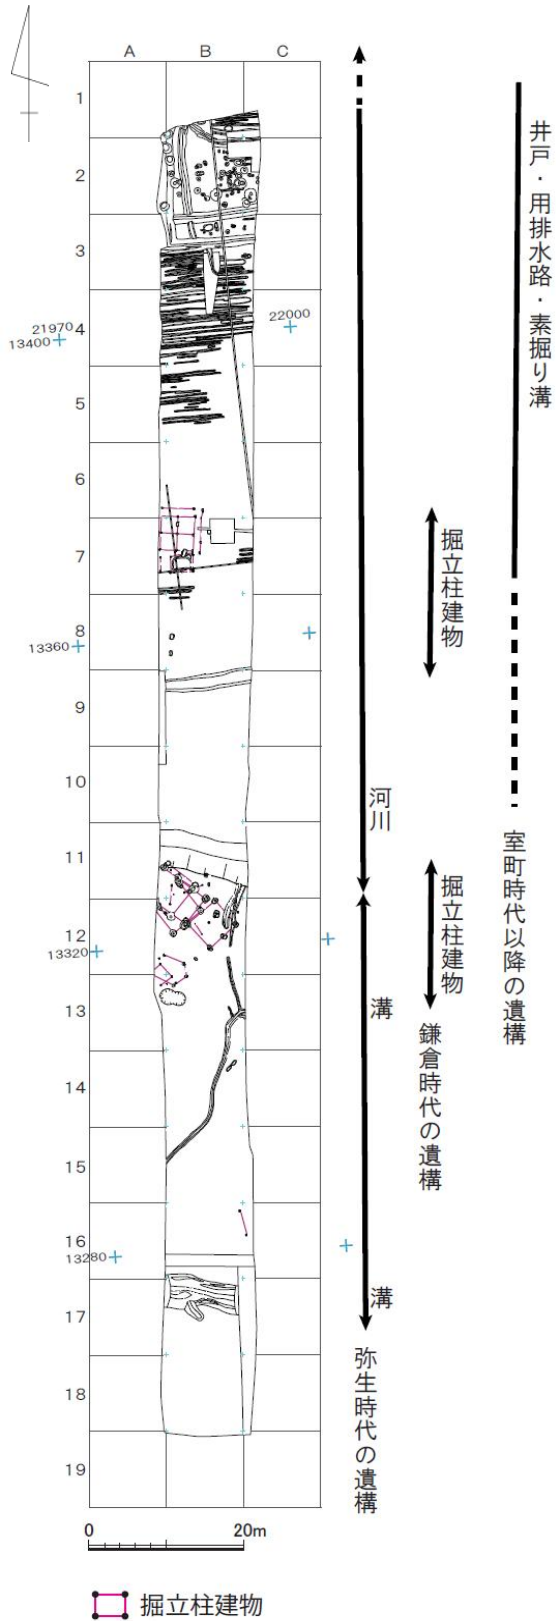 A B C
1
2
3
4
5
6
7
8
9
10
11
12
13
14
15
16
17
18
19
21970
13400
22000
13360
13320
13280
井戸・用排水路・素掘り溝
室町時代以降の遺構
掘立柱建物
掘立柱建物
鎌倉時代の遺構
河川
溝
溝
弥生時代の遺構
0 20m
掘立柱建物